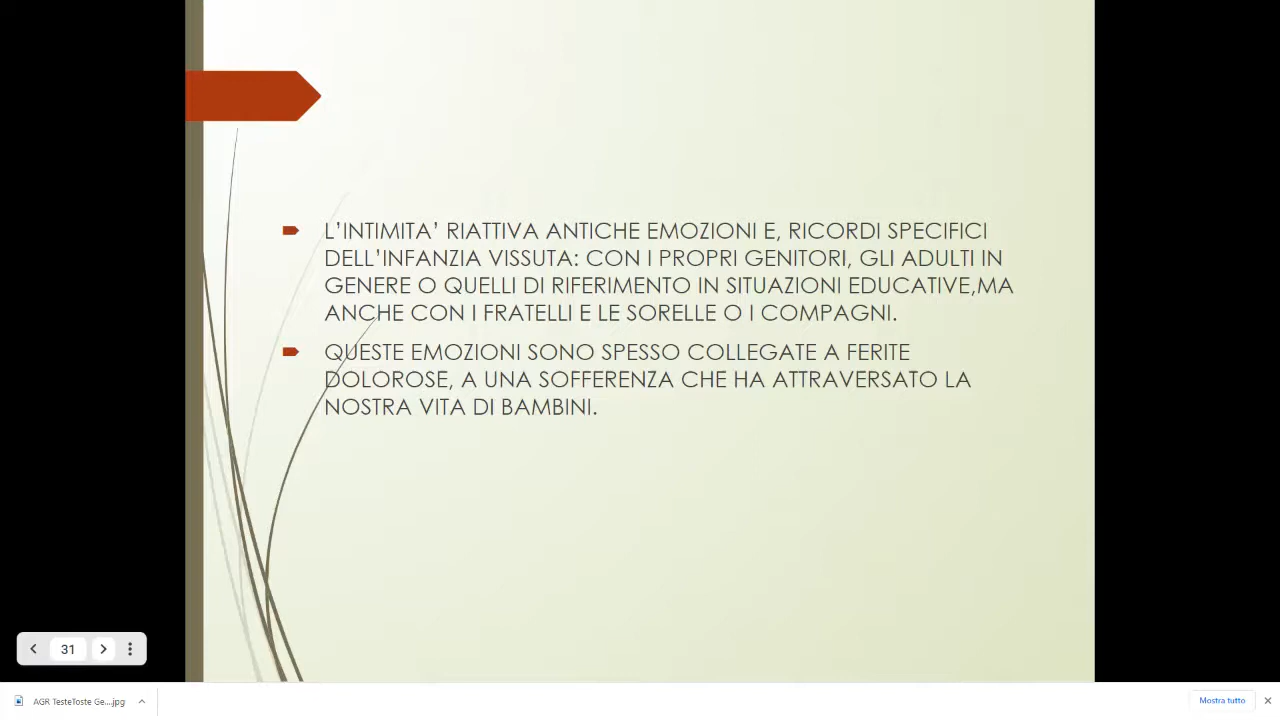 L'INTIMITA' RIATTIVA ANTICHE EMOZIONI E, RICORDI SPECIFICI
DELL'INFANZIA VISSUTA: CON I PROPRI GENITORI, GLI ADULTI IN
GENERE O QUELLI DI RIFERIMENTO IN SITUAZIONI EDUCATIVE,MA
ANCHE CON I FRATELLI E LE SORELLE O I COMPAGNI.
QUESTE EMOZIONI SONO SPESSO COLLEGATE A FERITE
DOLOROSE, A UNA SOFFERENZA CHE HA ATTRAVERSATO LA
NOSTRA VITA DI BAMBINI.
31
AGR TesteToste Ge....jpg
Mostra tutto